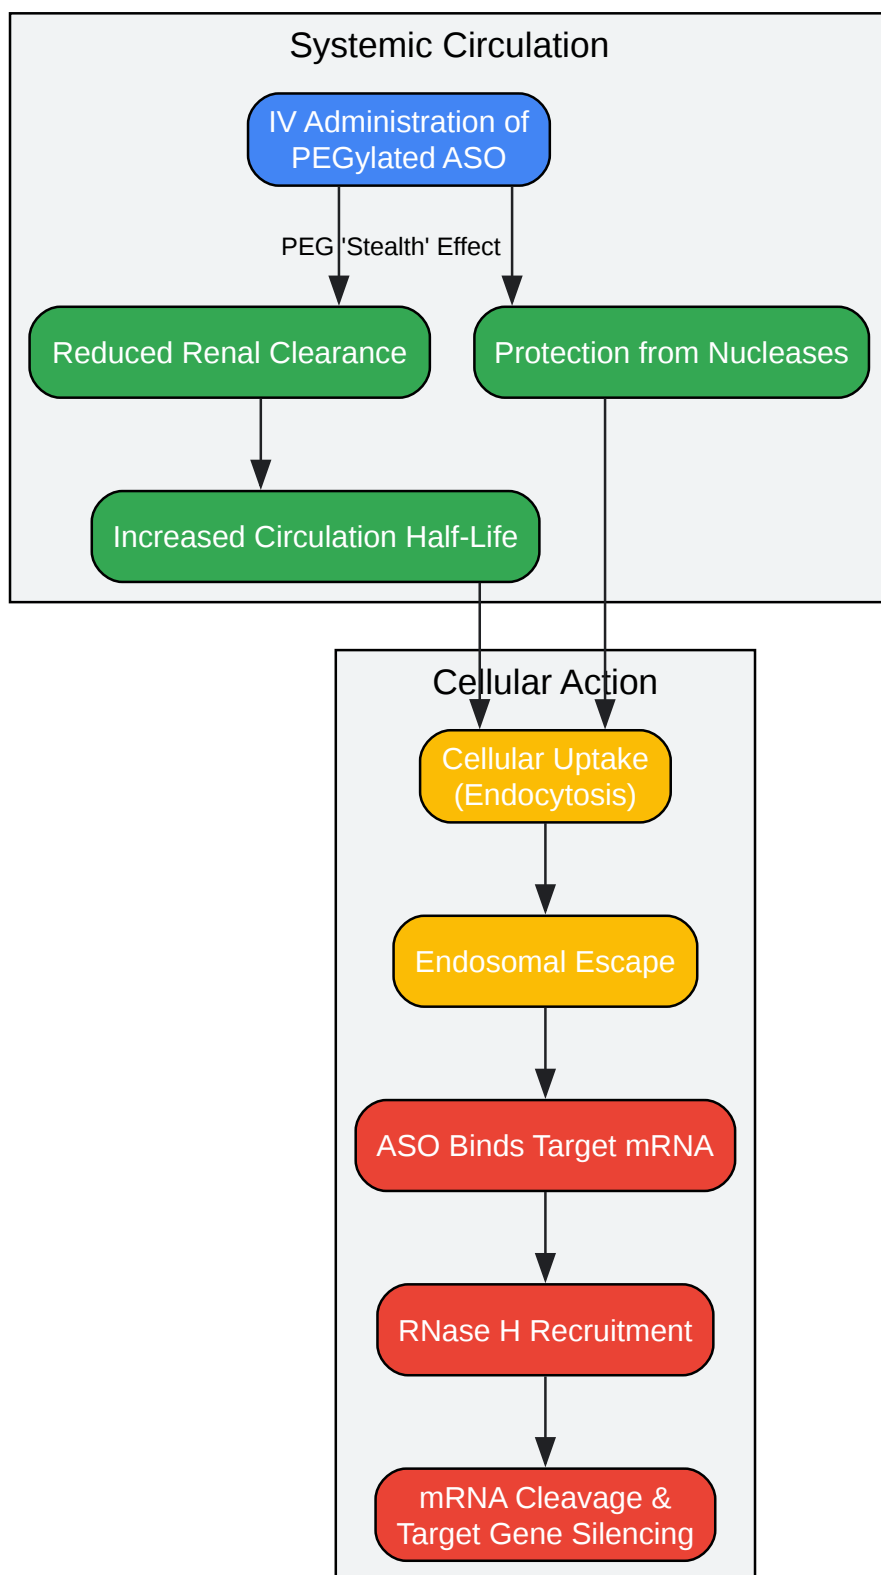 Systemic Circulation
IV Administration of
PEGylated ASO
PEG 'Stealth' Effect
Reduced Renal Clearance
Protection from Nucleases
Increased Circulation Half-Life
Cellular Action
Cellular Uptake
(Endocytosis)
Endosomal Escape
ASO Binds Target mRNA
RNase H Recruitment
mRNA Cleavage &
Target Gene Silencing